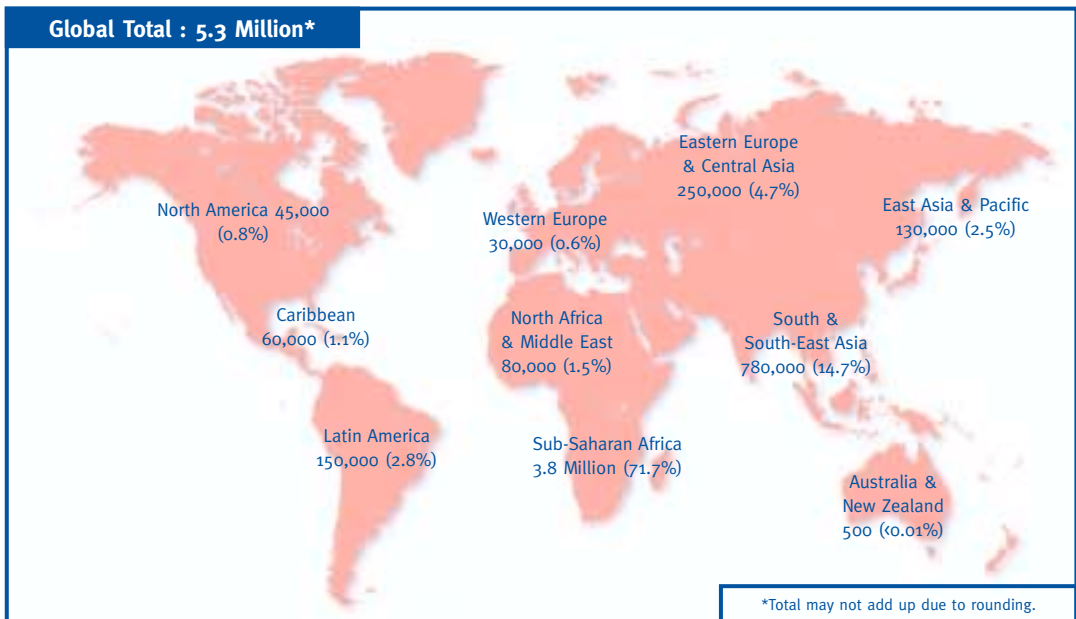 Global Total : 5.3 Million*
Eastern Europe
& Central Asia
250,000 (4.7%)
North America 45,000
(0.8%)
Western Europe
30,000 (0.6%)
East Asia & Pacific
130,000 (2.5%)
Caribbean
60,000 (1.1%)
North Africa
& Middle East
80,000 (1.5%)
South &
South-East Asia
780,000 (14.7%)
Latin America
150,000 (2.8%)
Sub-Saharan Africa
3.8 Million (71.7%)
Australia &
New Zealand
500 (<0.01%)
*Total may not add up due to rounding.